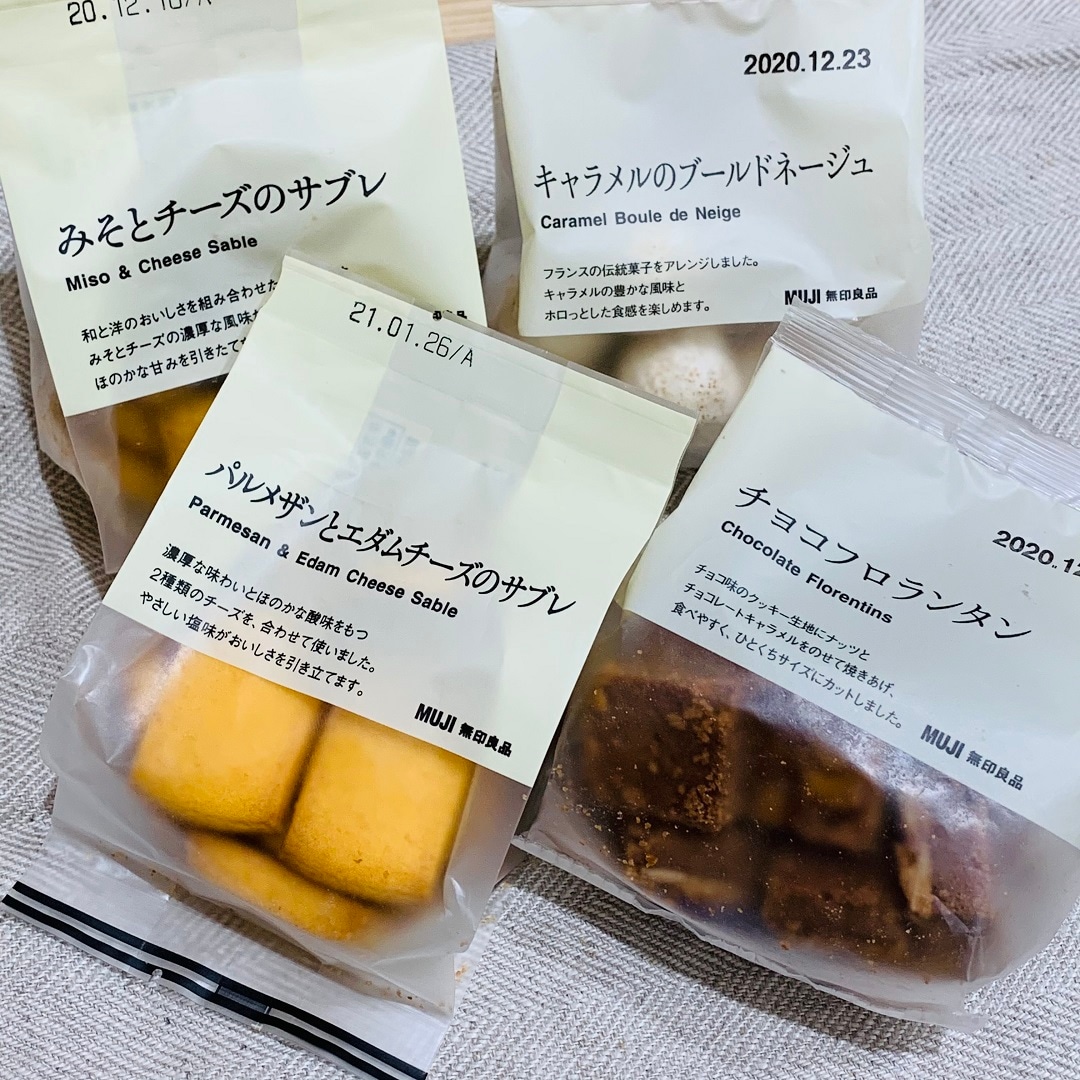 みそとチーズのサブレ
Miso & Cheese Sable
和と洋のおいしさを組み合わせた
みそとチーズの濃厚な風味
ほのかな甘みを引きたて
2020.12.23
キャラメルのブールドネージュ
Caramel Boule de Neige
フランスの伝統菓子をアレンジしました。
キャラメルの豊かな風味と
ホロっとした食感を楽しめます。
MUJI 無印良品
21.01.26/A
パルメザンとエダムチーズのサブレ
Parmesan & Edam Cheese Sable
濃厚な味わいとほのかな酸味をもつ
2種類のチーズを、合わせて使いました。
やさしい塩味がおいしさを引き立てます。
MUJI 無印良品
2020.12
チョコフロランタン
Chocolate Florentins
チョコ味のクッキー生地にナッツと
チョコレートキャラメルをのせて焼きあげ、
食べやすく、ひとくちサイズにカットしました。
MUJI 無印良品